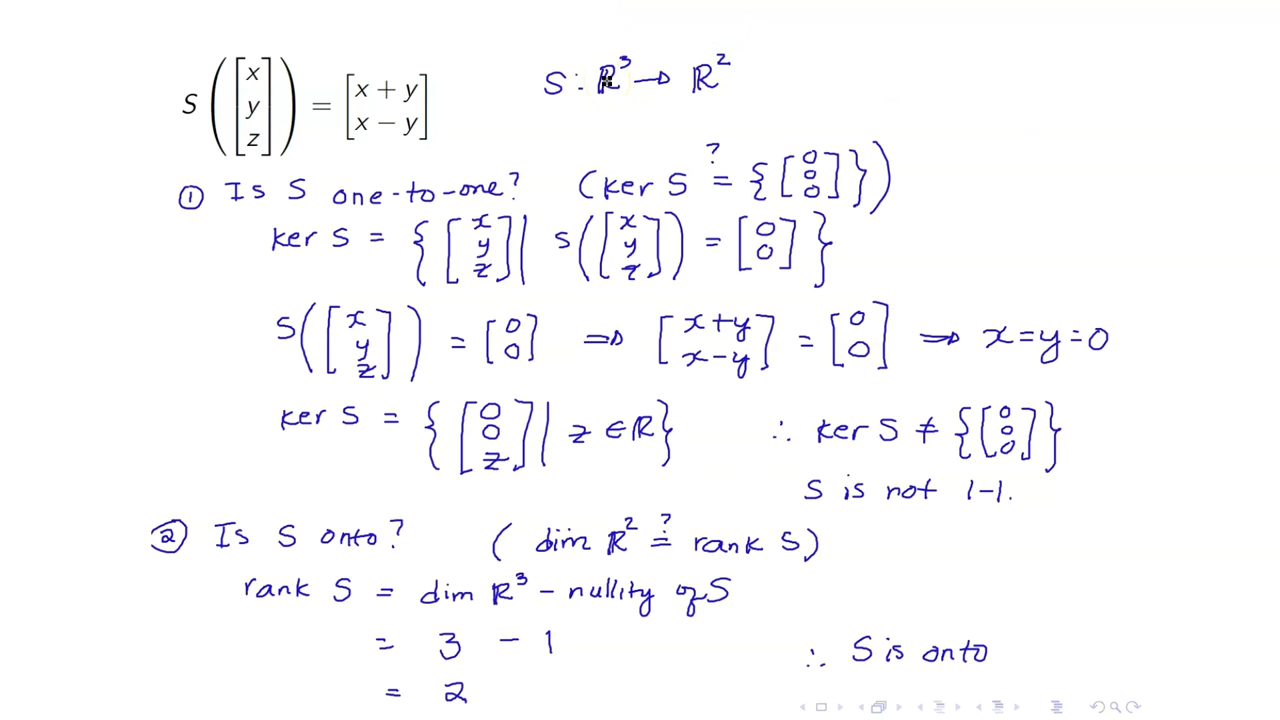 S([x y z]) = [x + y x − y] S : ℝ³ → ℝ²
① Is S one-to-one? (ker S ?= {[0 0 0]})
ker S = {[x y z] | S([x y z]) = [0 0]}
S([x y z]) = [0 0] ⟹ [x+y x−y] = [0 0] ⟹ x=y=0
ker S = {[0 0 z] | z ∈ ℝ} ∴ ker S ≠ {[0 0 0]}
S is not 1-1.
② Is S onto? (dim ℝ² ?= rank S)
rank S = dim ℝ³ − nullity of S
= 3 − 1 ∴ S is onto
= 2